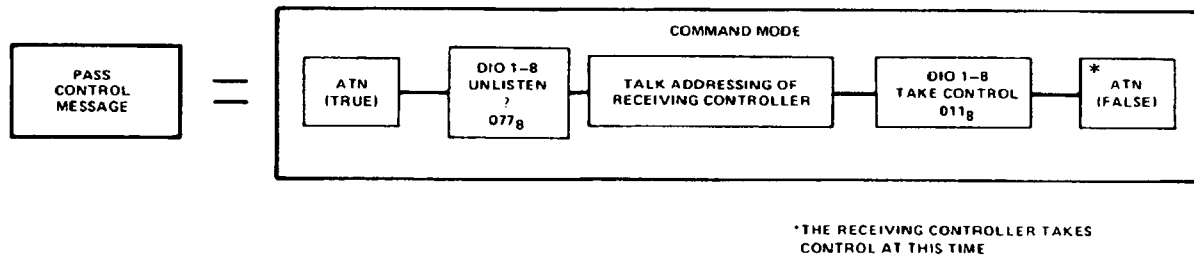 COMMAND MODE
PASS
CONTROL
MESSAGE
=
ATN
(TRUE)
DIO 1-8
UNLISTEN
?
077₈
TALK ADDRESSING OF
RECEIVING CONTROLLER
DIO 1-8
TAKE CONTROL
011₈
* ATN
(FALSE)
*THE RECEIVING CONTROLLER TAKES
CONTROL AT THIS TIME